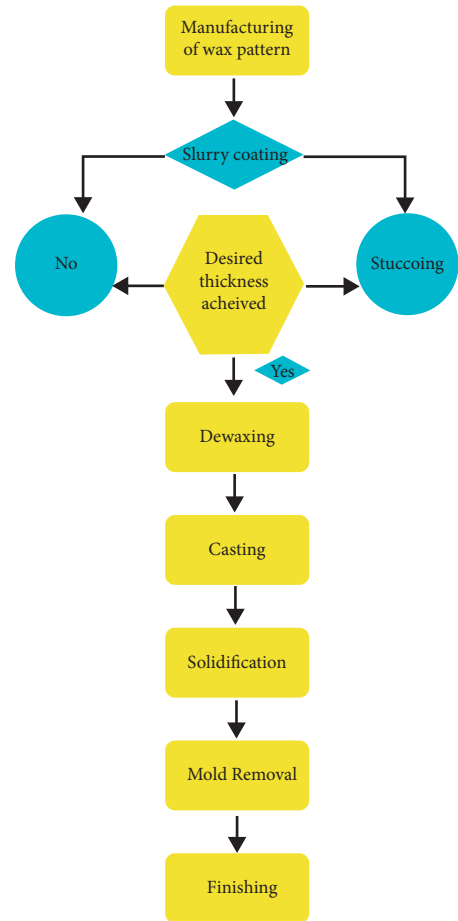 Manufacturing
of wax pattern
Slurry coating
No
Desired
thickness
acheived
Stuccoing
Yes
Dewaxing
Casting
Solidification
Mold Removal
Finishing